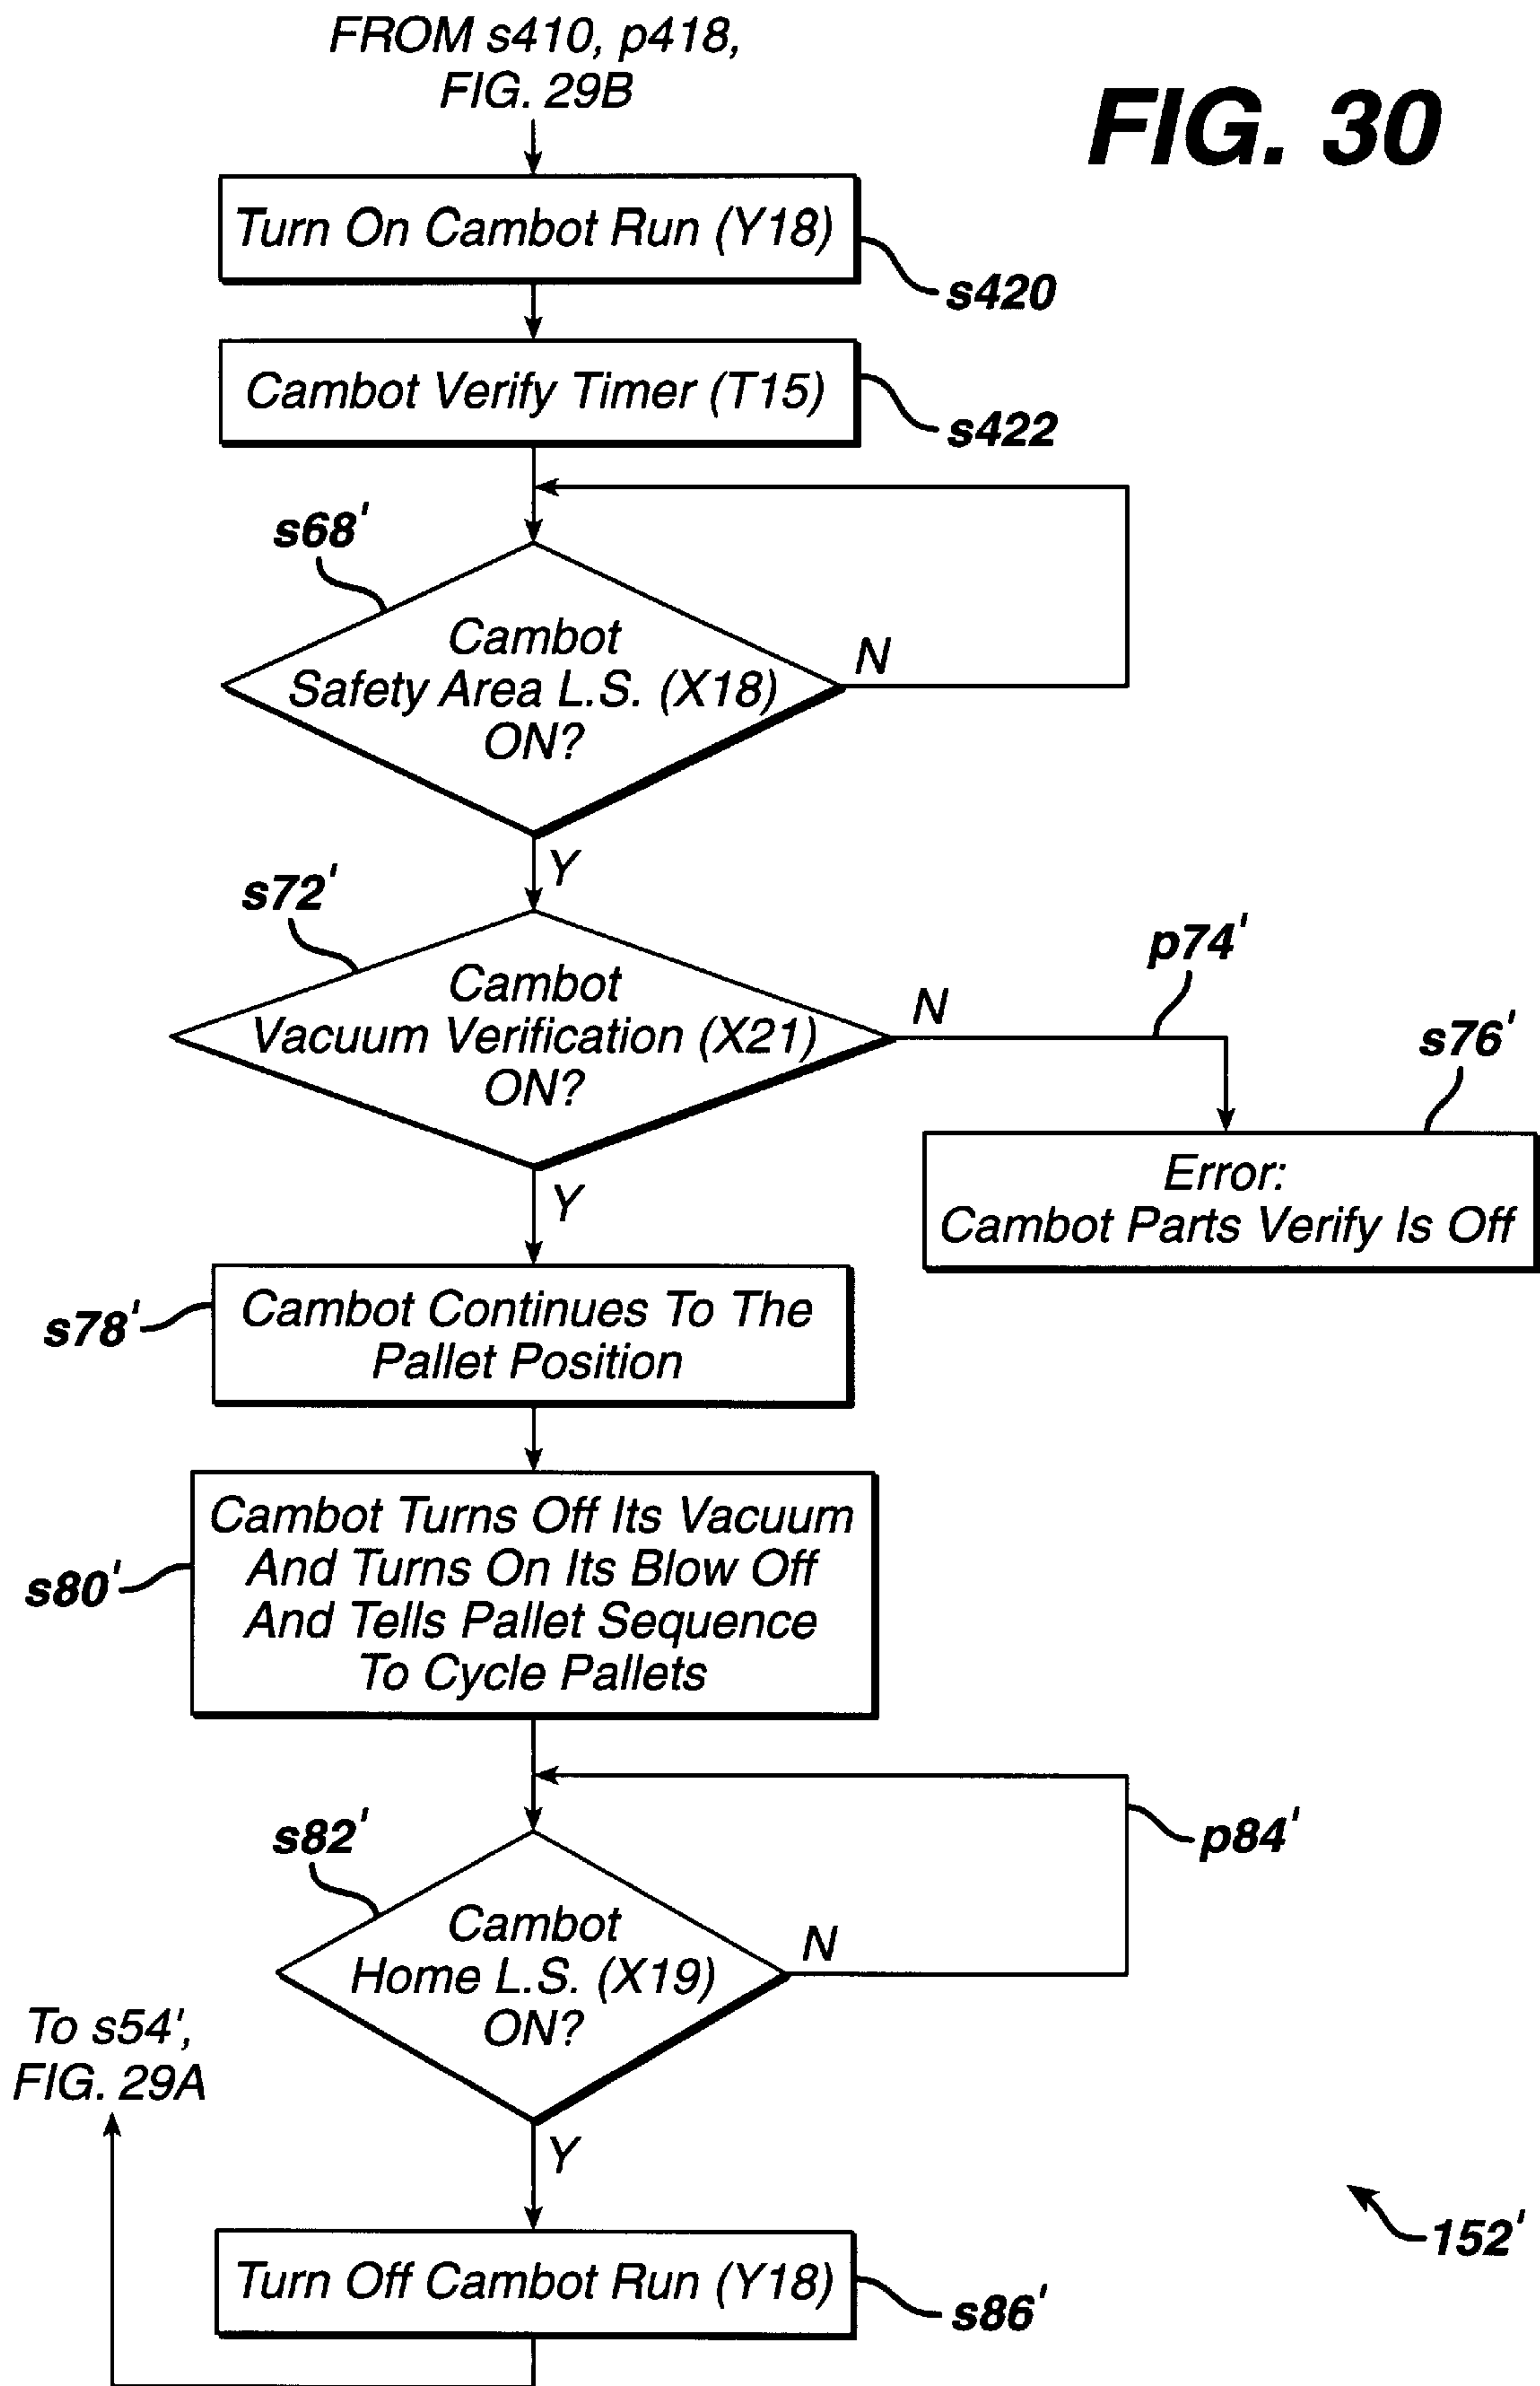 FROM s410, p418,
FIG. 29B
FIG. 30
Turn On Cambot Run (Y18)
s420
Cambot Verify Timer (T15)
s422
s68'
Cambot
Safety Area L.S. (X18)
ON?
N
Y
s72'
Cambot
Vacuum Verification (X21)
ON?
N
p74'
s76'
Error:
Cambot Parts Verify Is Off
Y
s78'
Cambot Continues To The
Pallet Position
s80'
Cambot Turns Off Its Vacuum
And Turns On Its Blow Off
And Tells Pallet Sequence
To Cycle Pallets
s82'
Cambot
Home L.S. (X19)
ON?
N
p84'
To s54',
FIG. 29A
Y
152'
Turn Off Cambot Run (Y18)
s86'